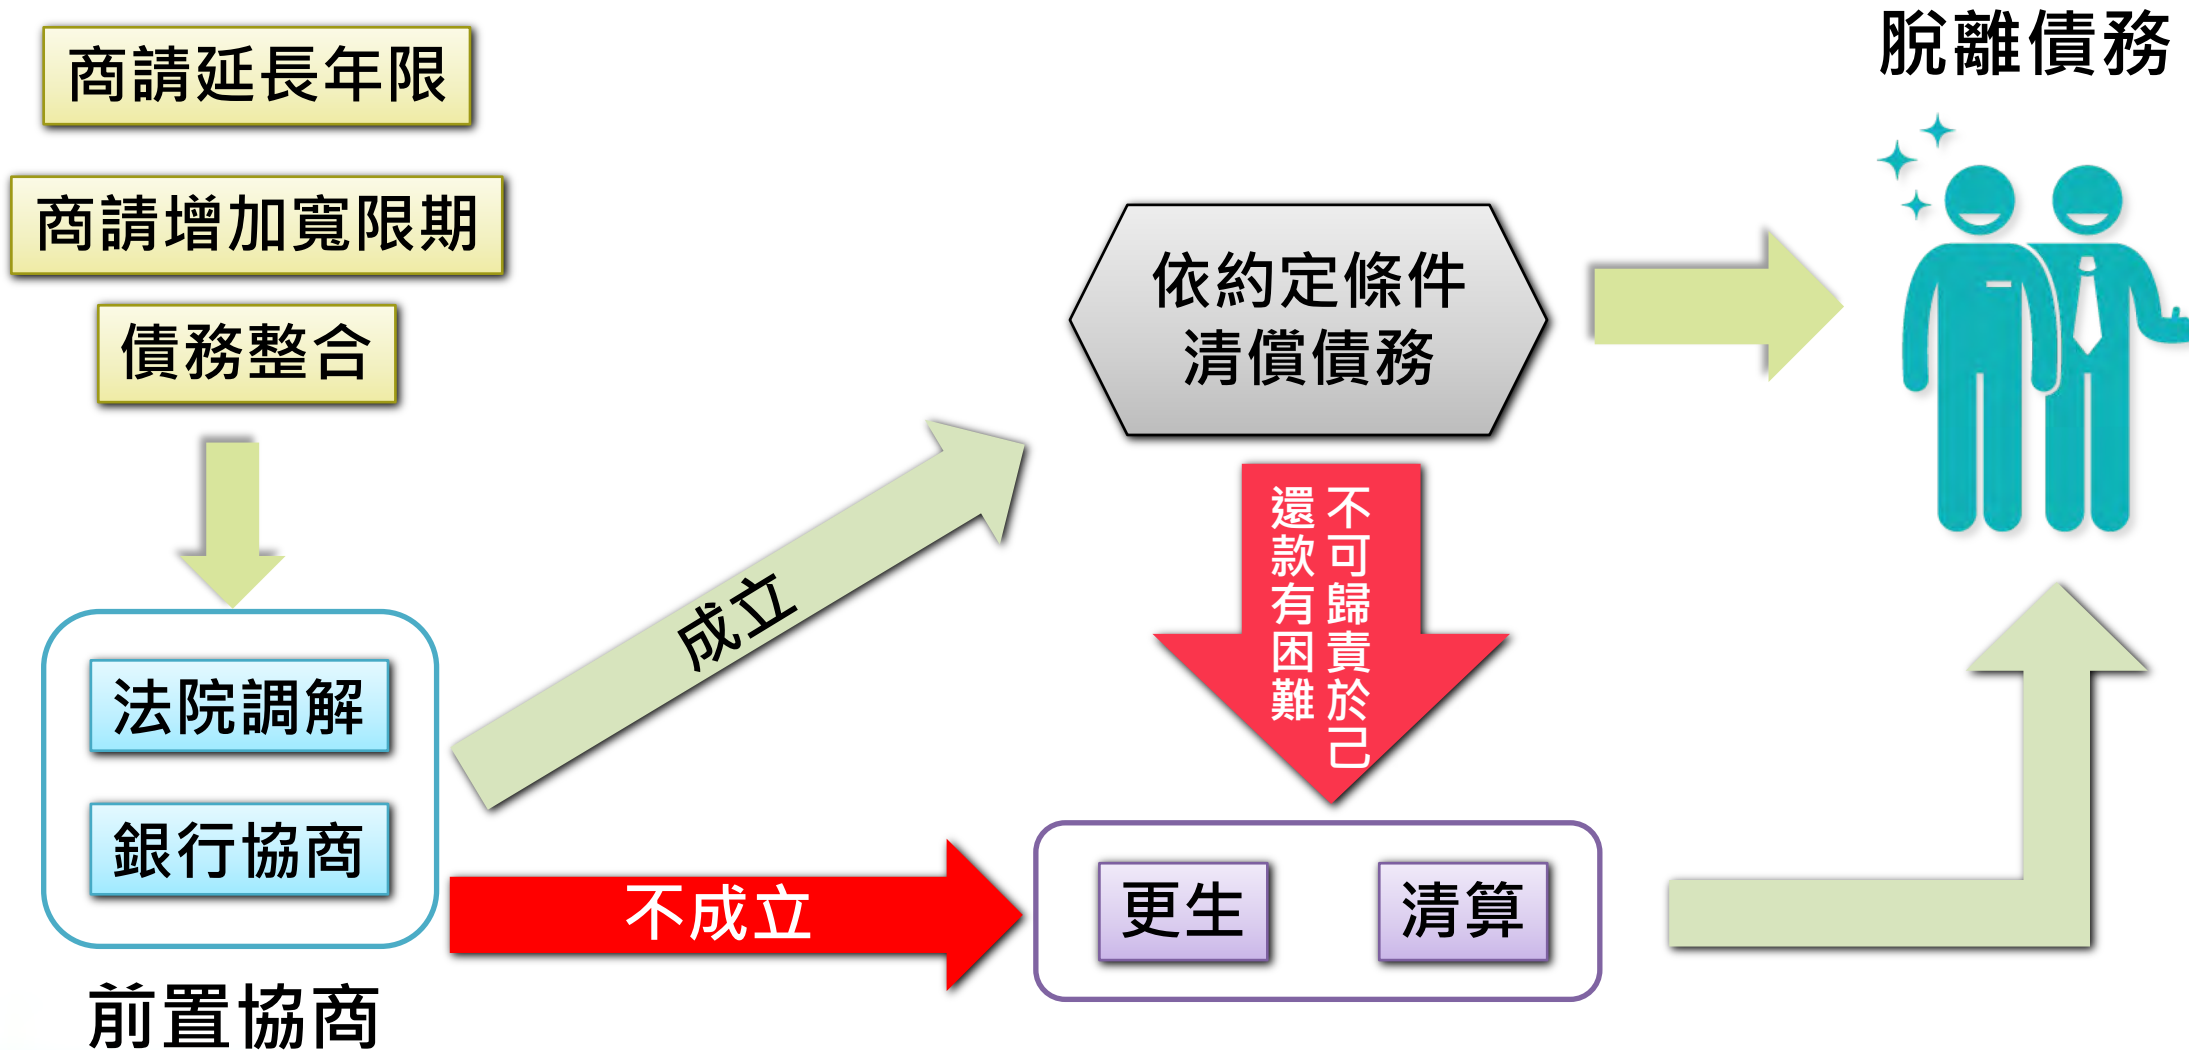 商請延長年限
商請增加寬限期
債務整合
法院調解
銀行協商
前置協商
成立
不成立
依約定條件
清償債務
不可歸責於己
還款有困難
更生
清算
脫離債務